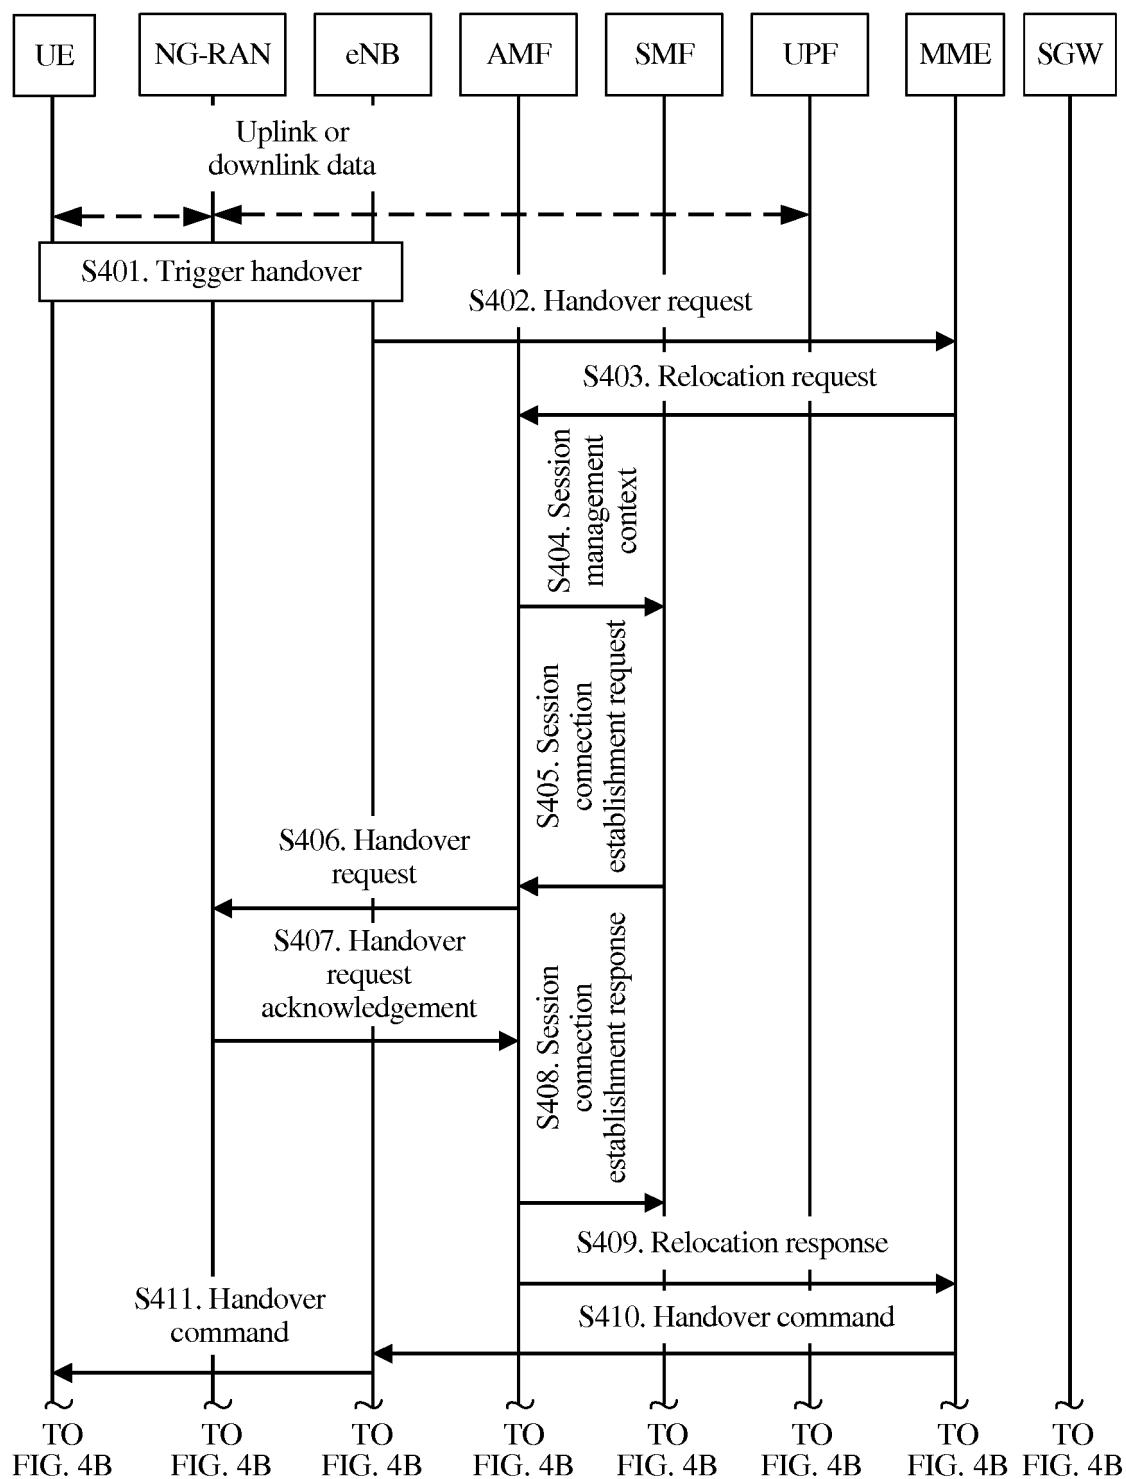 UE
NG-RAN
eNB
AMF
SMF
UPF
MME
SGW
Uplink or
downlink data
S401. Trigger handover
S402. Handover request
S403. Relocation request
S404. Session
management
context
S405. Session
connection
establishment request
S406. Handover
request
S407. Handover
request
acknowledgement
S408. Session
connection
establishment response
S409. Relocation response
S410. Handover command
S411. Handover
command
TO
FIG. 4B
TO
FIG. 4B
TO
FIG. 4B
TO
FIG. 4B
TO
FIG. 4B
TO
FIG. 4B
TO
FIG. 4B
TO
FIG. 4B